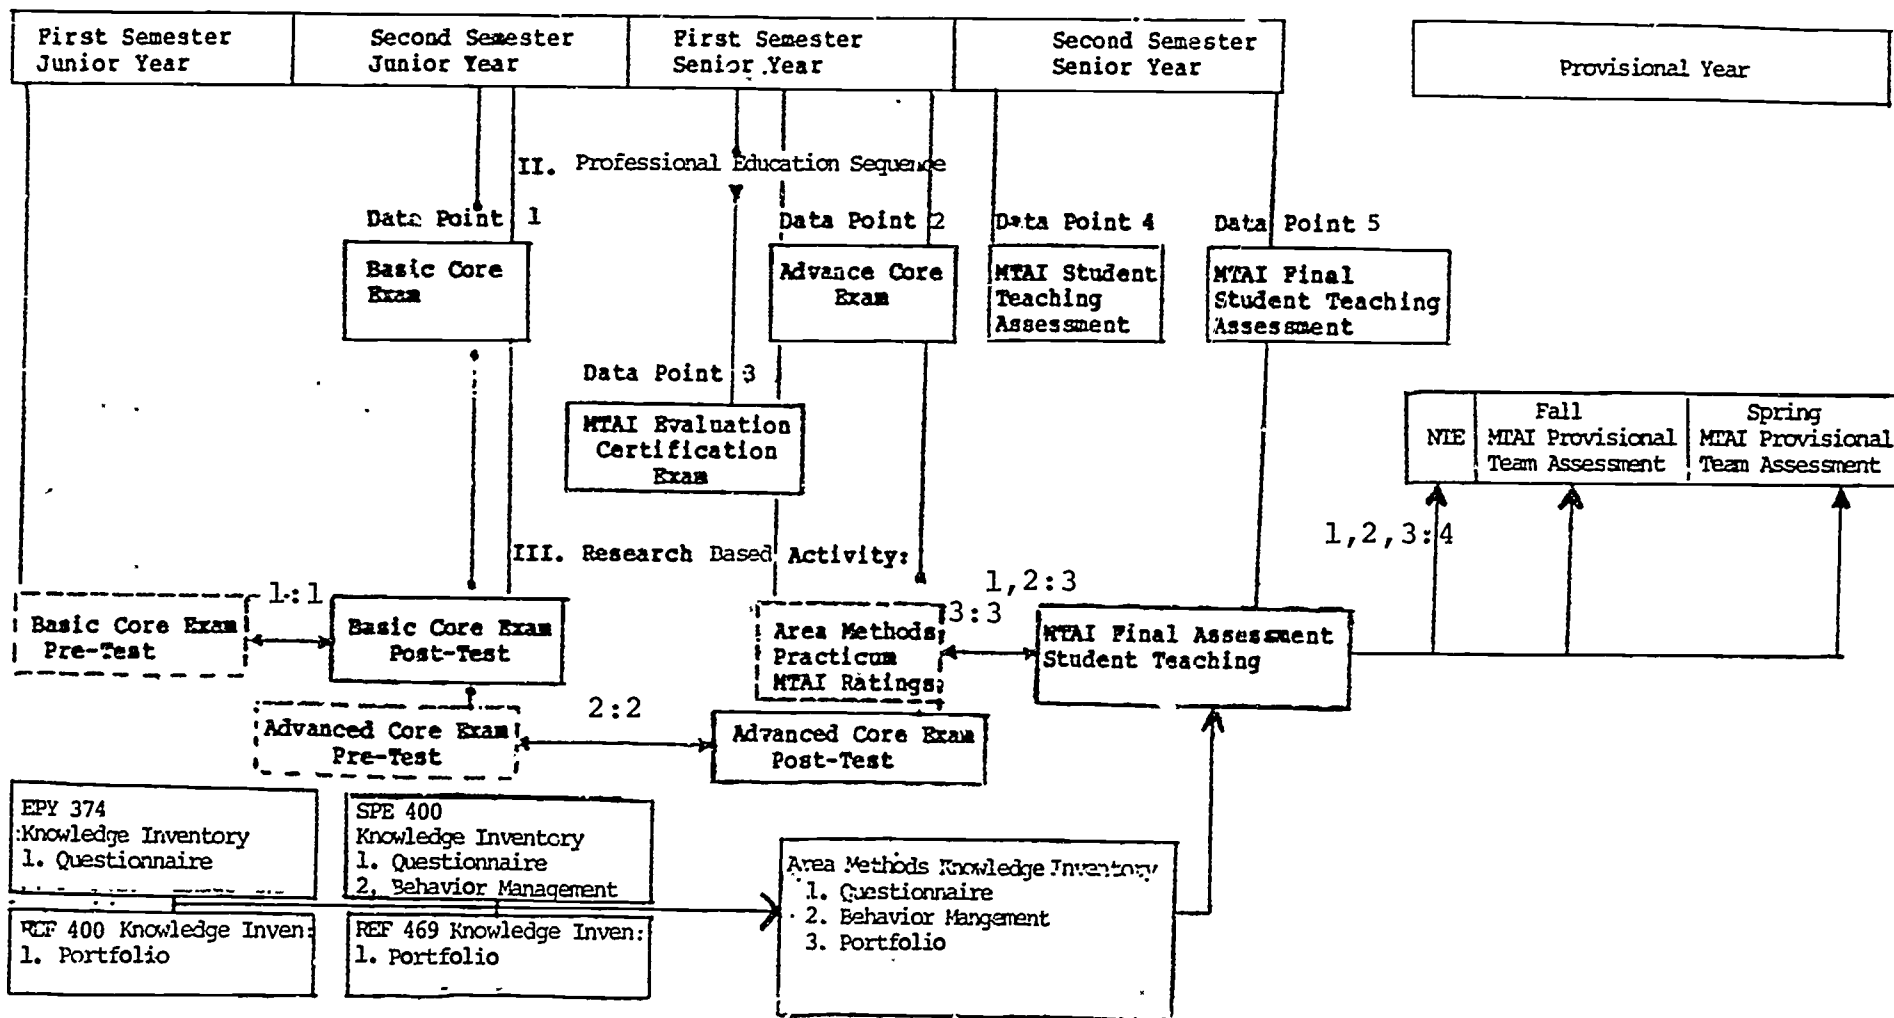 First Semester
Junior Year
Second Semester
Junior Year
First Semester
Senior Year
Second Semester
Senior Year
Provisional Year
II. Professional Education Sequence
Data Point 1
Basic Core
Exam
Data Point 2
Advance Core
Exam
Data Point 4
MTAI Student
Teaching
Assessment
Data Point 5
MTAI Final
Student Teaching
Assessment
Data Point 3
MTAI Evaluation
Certification
Exam
NTE
Fall
MTAI Provisional
Team Assessment
Spring
MTAI Provisional
Team Assessment
1,2,3:4
III. Research Based Activity:
Basic Core Exam
Pre-Test
1:1
Basic Core Exam
Post-Test
Area Methods
Practicum
MTAI Ratings
1,2:3
3:3
MTAI Final Assessment
Student Teaching
Advanced Core Exam
Pre-Test
2:2
Advanced Core Exam
Post-Test
EPY 374
Knowledge Inventory
1. Questionnaire
SPE 400
Knowledge Inventory
1. Questionnaire
2, Behavior Management
REF 400 Knowledge Inven:
1. Portfolio
REF 469 Knowledge Inven:
1. Portfolio
Area Methods Knowledge Inventory
1. Questionnaire
2. Behavior Mangement
3. Portfolio